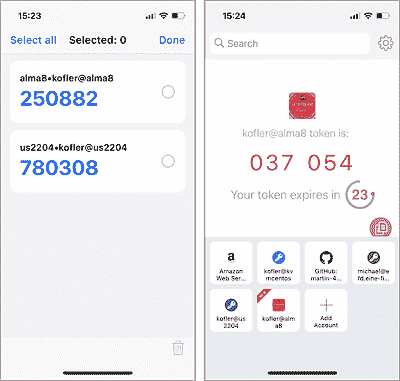 15:23
Select all Selected: 0 Done
alma8•kofler@alma8
250882
us2204•kofler@us2204
780308
15:24
Search
kofler@alma8 token is:
037 054
Your token expires in 23
Amazon
Web Ser...
kofler@kv
mcentos
GitHub:
martin-4...
michael@e
fd.eine-fi...
kofler@us
2204
kofler@alm
a8
Add
Account